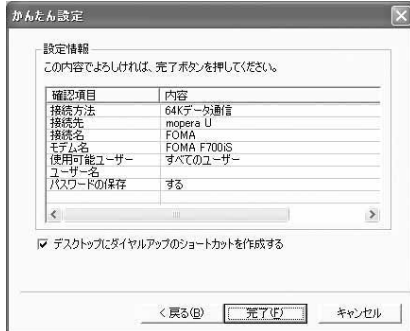 かんたん設定
設定情報
この内容でよろしければ、完了ボタンを押してください。
確認項目 内容
接続方法 64Kデータ通信
接続先 mopera U
接続名 FOMA
モデム名 FOMA F700iS
使用可能ユーザー すべてのユーザー
ユーザー名
パスワードの保存 する
デスクトップにダイヤルアップのショートカットを作成する
< 戻る(B) 完了(F) キャンセル